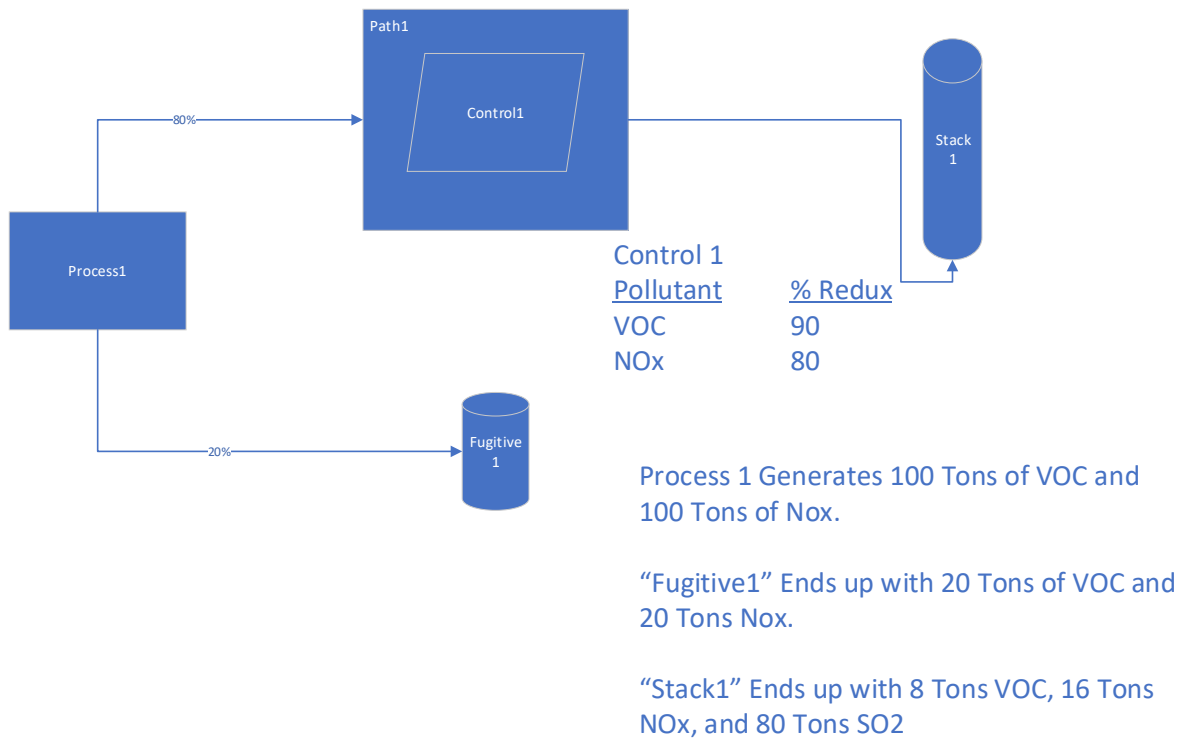 Path1
Control1
80%
Stack
1
Process1
Control 1
Pollutant % Redux
VOC 90
NOx 80
Fugitive
1
20%
Process 1 Generates 100 Tons of VOC and
100 Tons of Nox.
“Fugitive1” Ends up with 20 Tons of VOC and
20 Tons Nox.
“Stack1” Ends up with 8 Tons VOC, 16 Tons
NOx, and 80 Tons SO2